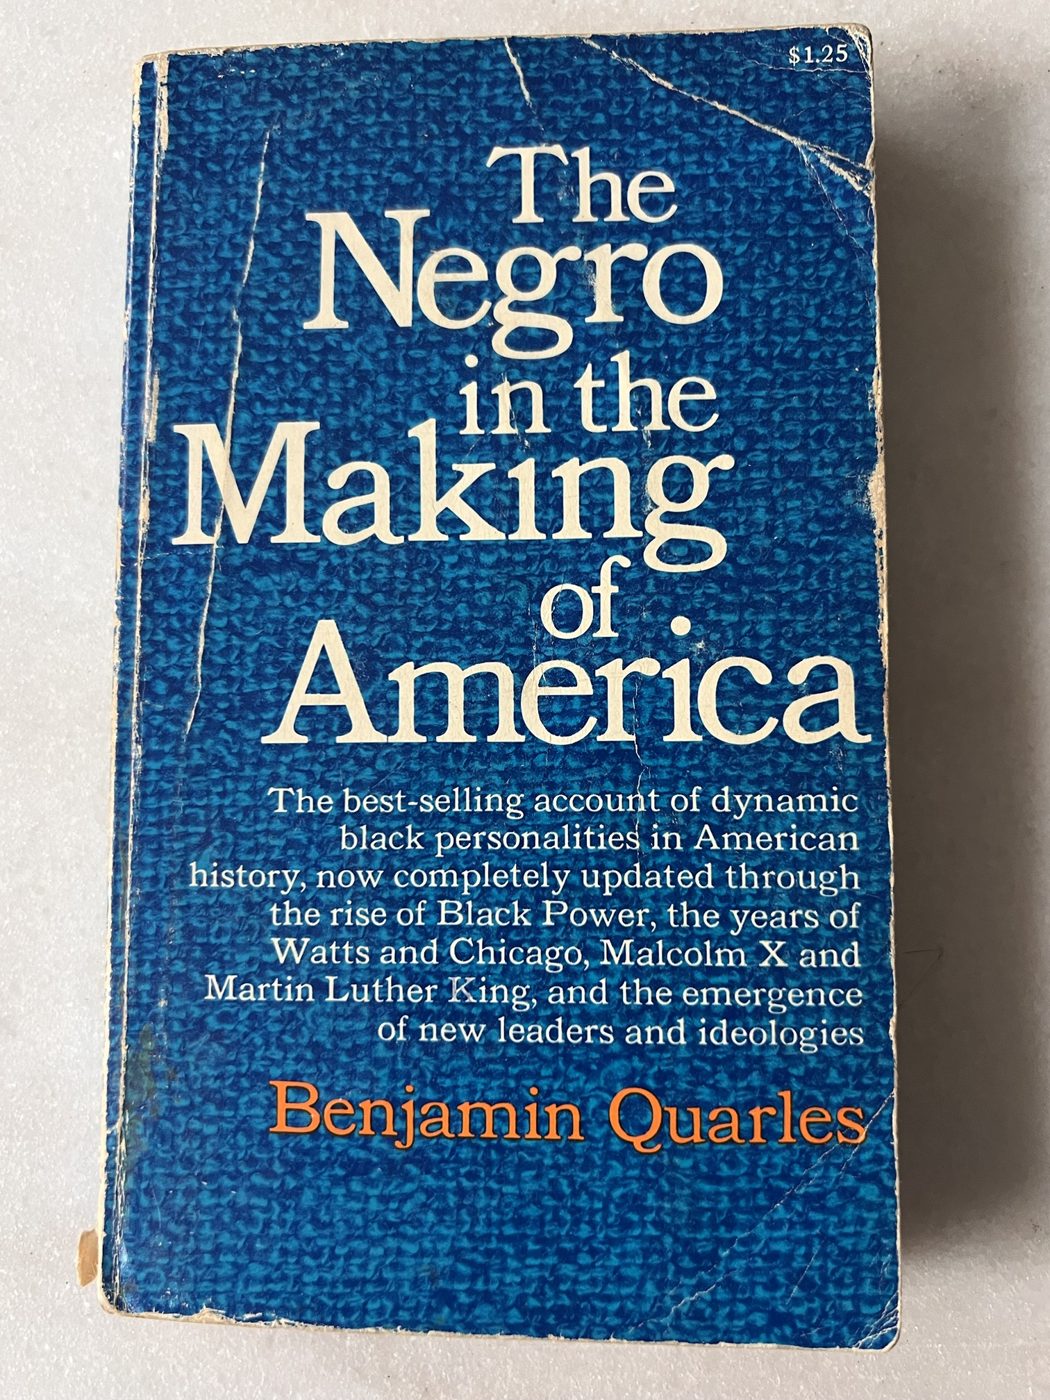 $1.25
The
Negro
in the
Making
of
America
The best-selling account of dynamic
black personalities in American
history, now completely updated through
the rise of Black Power, the years of
Watts and Chicago, Malcolm X and
Martin Luther King, and the emergence
of new leaders and ideologies
Benjamin Quarles